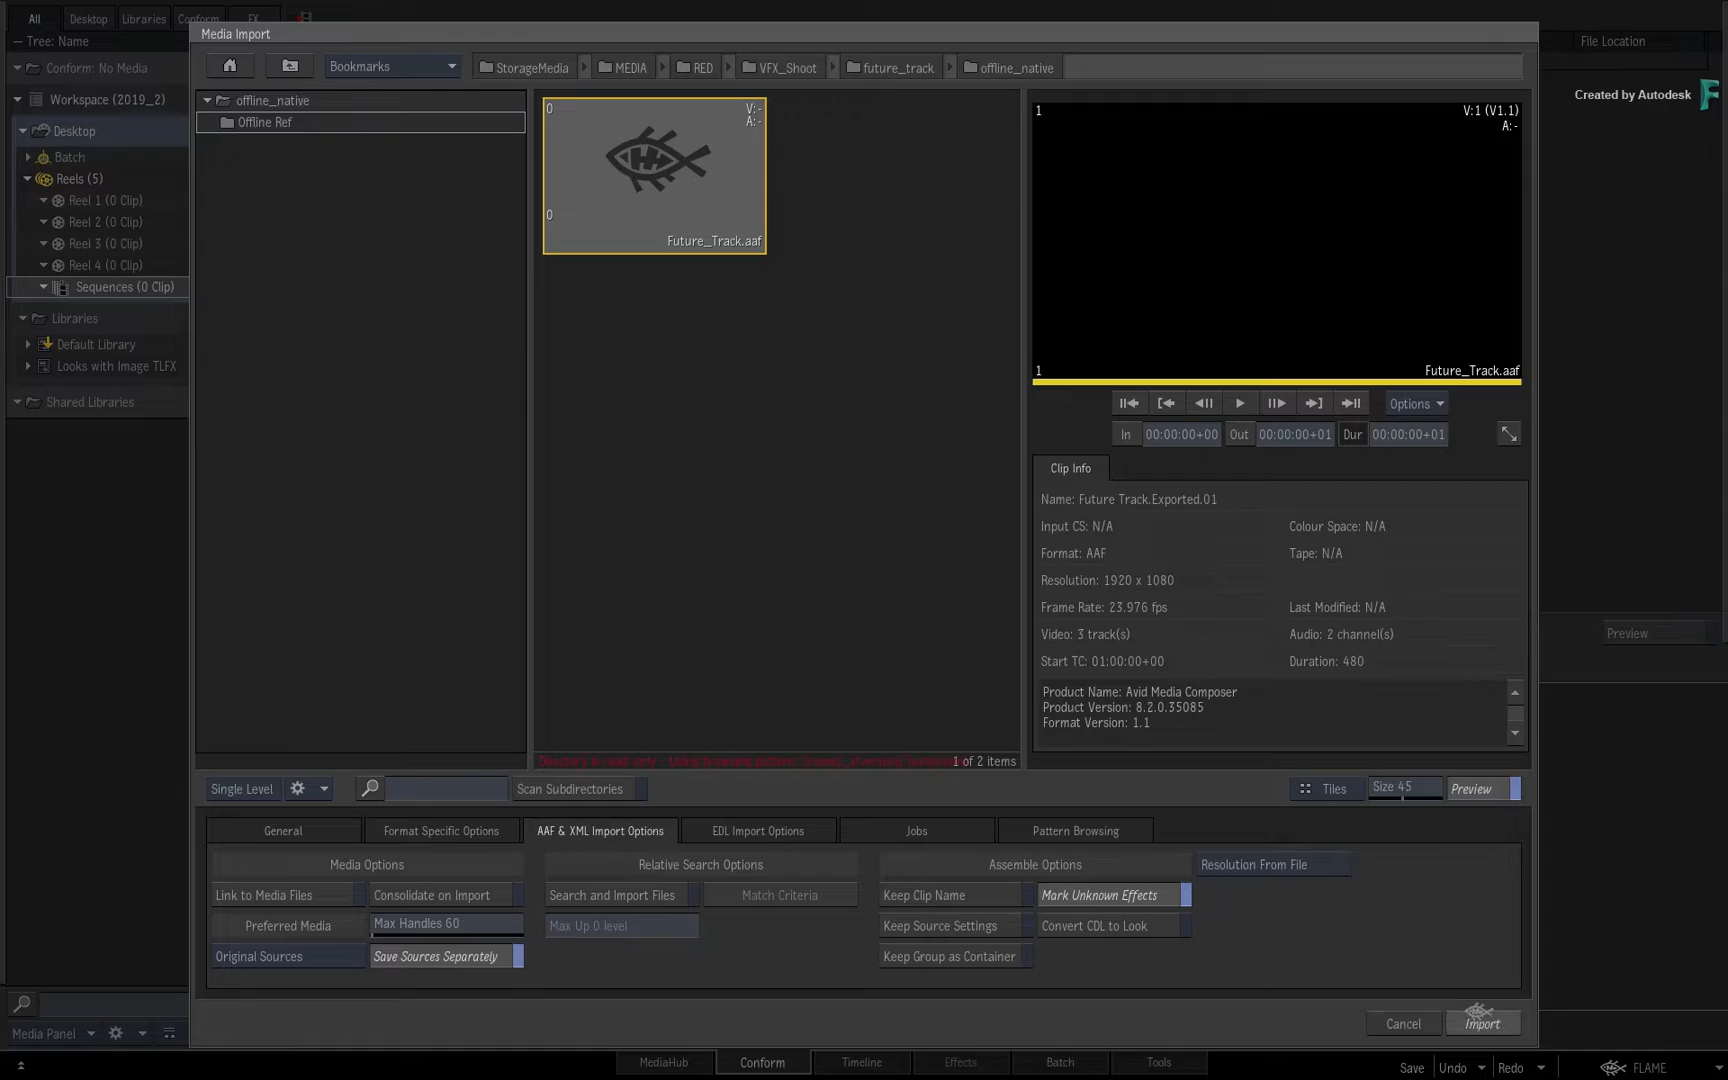 All Desktop Libraries Conform FX
Tree: Name
Conform: No Media
Workspace (2019_2)
Desktop
Batch
Reels (5)
Reel 1 (0 Clip)
Reel 2 (0 Clip)
Reel 3 (0 Clip)
Reel 4 (0 Clip)
Sequences (0 Clip)
Libraries
Default Library
Looks with Image TLFX
Shared Libraries
Media Panel
Media Import
Bookmarks StorageMedia MEDIA RED VFX_Shoot future_track offline_native
offline_native
Offline Ref
0 V:-
A:-
0
Future_Track.aaf
1 of 2 items
1 V:1 (V1.1)
A:-
1 Future_Track.aaf
Options
In 00:00:00+00 Out 00:00:00+01 Dur 00:00:00+01
Clip Info
Name: Future Track.Exported.01
Input CS: N/A Colour Space: N/A
Format: AAF Tape: N/A
Resolution: 1920 x 1080
Frame Rate: 23.976 fps Last Modified: N/A
Video: 3 track(s) Audio: 2 channel(s)
Start TC: 01:00:00+00 Duration: 480
Product Name: Avid Media Composer
Product Version: 8.2.0.35085
Format Version: 1.1
Single Level Scan Subdirectories Tiles Size 45 Preview
General Format Specific Options AAF & XML Import Options EDL Import Options Jobs Pattern Browsing
Media Options Relative Search Options Assemble Options Resolution From File
Link to Media Files Consolidate on Import Search and Import Files Match Criteria Keep Clip Name Mark Unknown Effects
Preferred Media Max Handles 60 Max Up 0 level Keep Source Settings Convert CDL to Look
Original Sources Save Sources Separately Keep Group as Container
Cancel Import
File Location
Created by Autodesk
Preview
MediaHub Conform Timeline Effects Batch Tools
Save Undo Redo FLAME